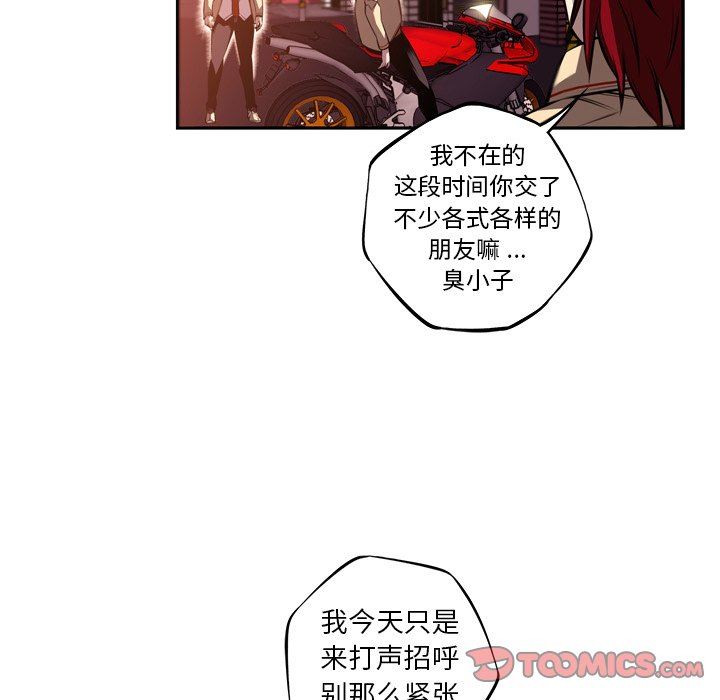 我不在的
这段时间你交了
不少各式各样的
朋友嘛 ...
臭小子
我今天只是
来打声招呼
别那么紧张
TOOMICS.COM